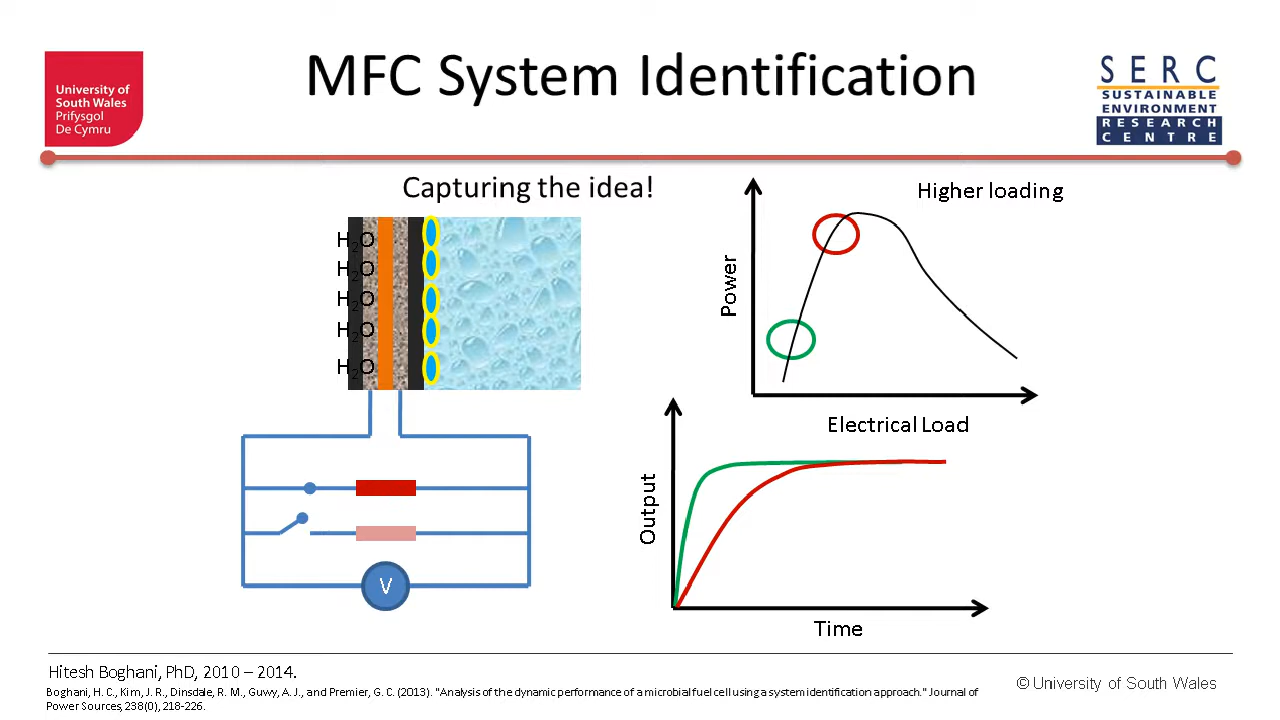 MFC System Identification
University of
South Wales
Prifysgol
De Cymru
SERC
SUSTAINABLE
ENVIRONMENT
RESEARCH
CENTRE
Capturing the idea!
H₂O
H₂O
H₂O
H₂O
H₂O
V
Higher loading
Power
Electrical Load
Output
Time
Hitesh Boghani, PhD, 2010 – 2014.
Boghani, H. C., Kim, J. R., Dinsdale, R. M., Guwy, A. J., and Premier, G. C. (2013). "Analysis of the dynamic performance of a microbial fuel cell using a system identification approach." Journal of
Power Sources, 238(0), 218-226.
© University of South Wales